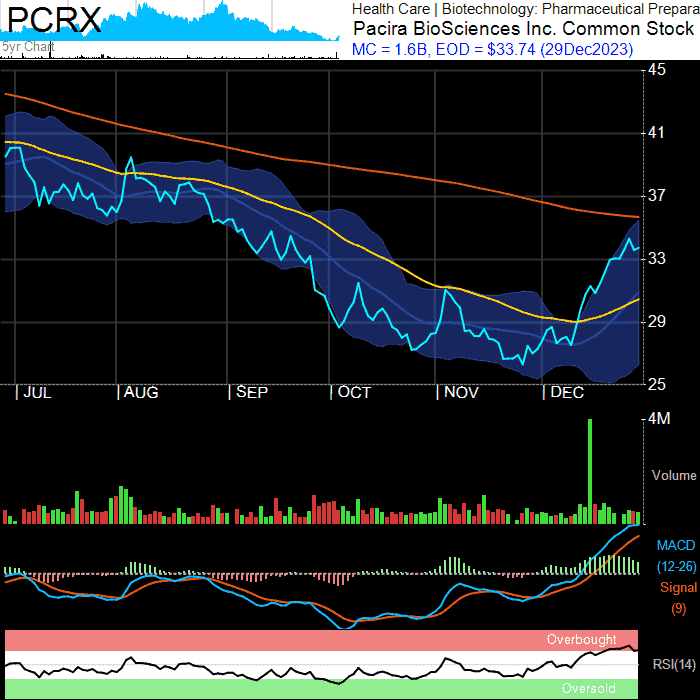 PCRX
5yr Chart
Health Care | Biotechnology: Pharmaceutical Prepara
Pacira BioSciences Inc. Common Stock
MC = 1.6B, EOD = $33.74 (29Dec2023)
45
41
37
33
29
25
| JUL | AUG | SEP | OCT | NOV | DEC
4M
Volume
MACD
(12-26)
Signal
(9)
Overbought
RSI(14)
Oversold